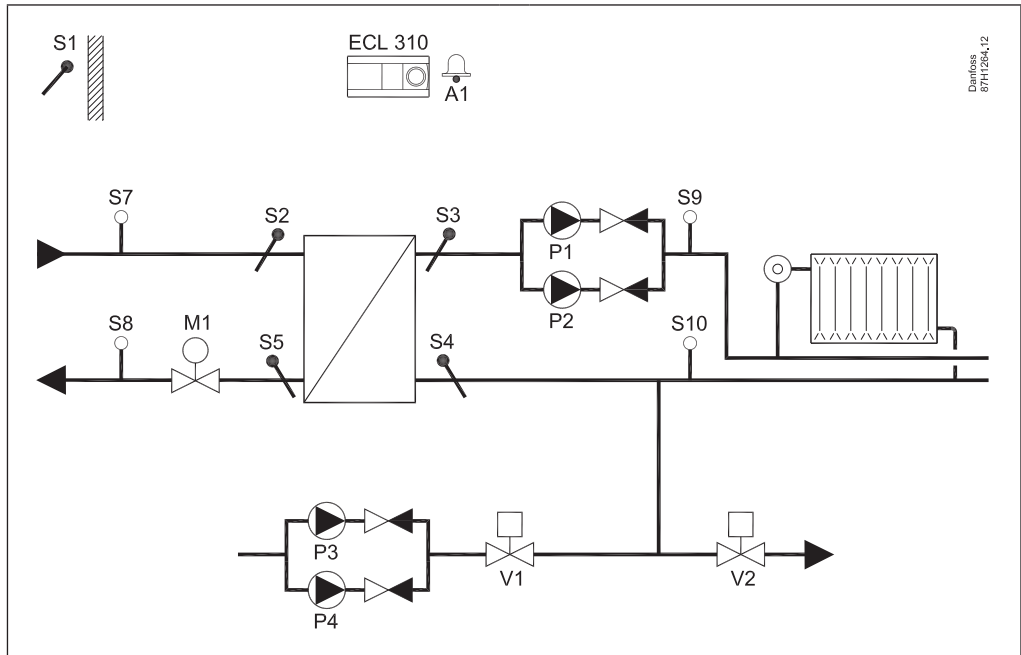 S1
ECL 310
A1
Danfoss
87H1264.12
S7
S2
S3
P1
S9
P2
S8
M1
S5
S4
S10
P3
V1
V2
P4